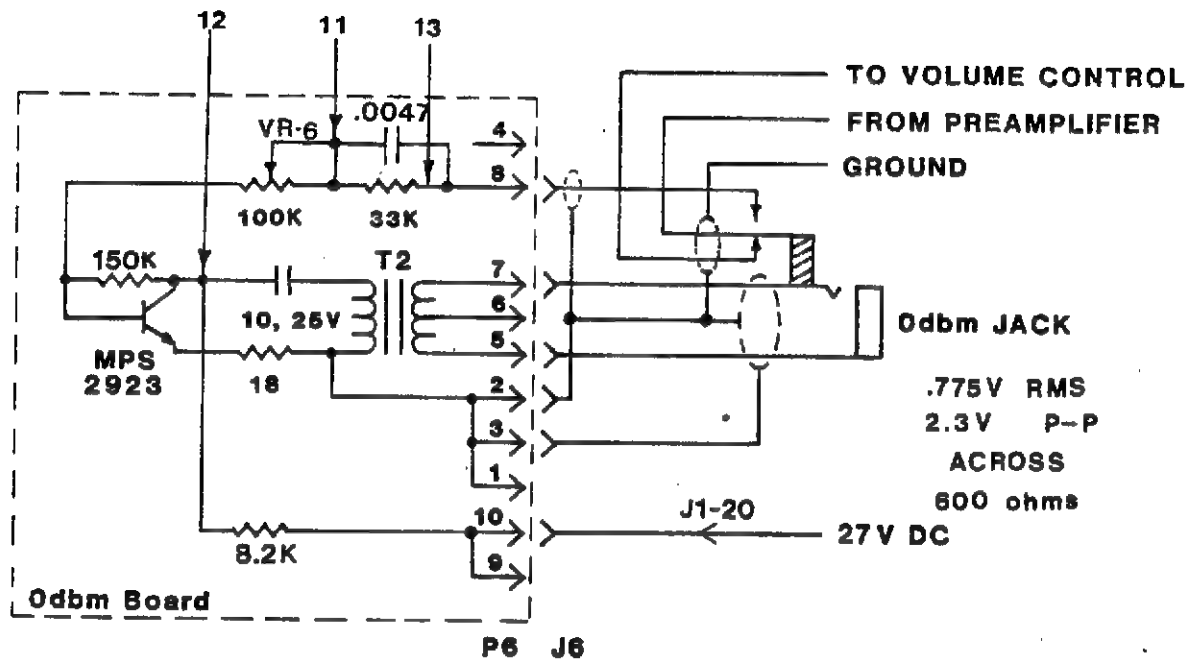 12
11
13
TO VOLUME CONTROL
.0047
VR-6
4
FROM PREAMPLIFIER
8
GROUND
100K
33K
150K
T2
7
10, 25V
6
0dbm JACK
MPS
2923
18
5
2
.775V RMS
2.3V P-P
ACROSS
600 ohms
3
1
10
J1-20
27V DC
8.2K
9
0dbm Board
P6 J6